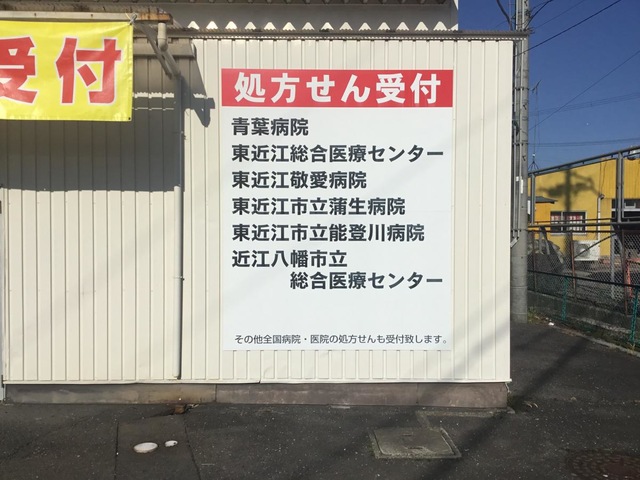 受付
処方せん受付
青葉病院
東近江総合医療センター
東近江敬愛病院
東近江市立蒲生病院
東近江市立能登川病院
近江八幡市立
総合医療センター
その他全国病院・医院の処方せんも受付致します。